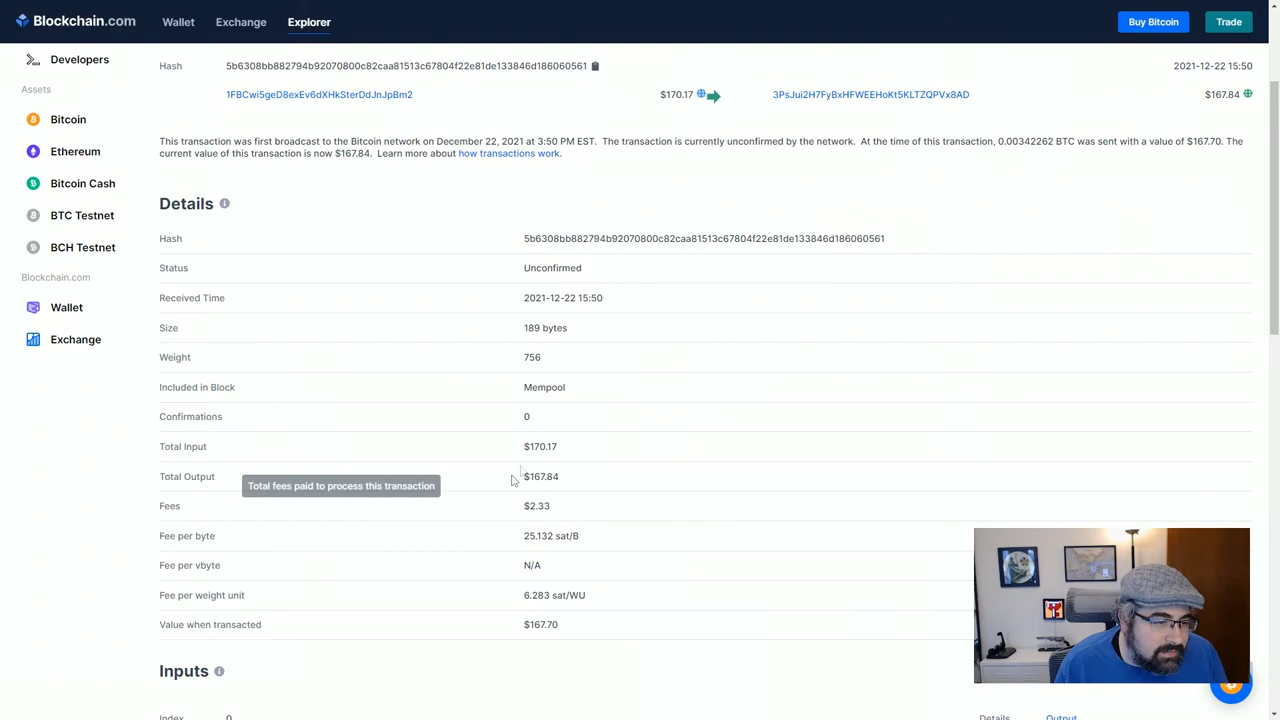 Blockchain.com
Wallet
Exchange
Explorer
Buy Bitcoin
Trade
Developers
Assets
Bitcoin
Ethereum
Bitcoin Cash
BTC Testnet
BCH Testnet
Blockchain.com
Wallet
Exchange
Hash 5b6308bb882794b92070800c82caa81513c67804f22e81de133846d186060561 2021-12-22 15:50
1FBCwi5geD8exEv6dXHkSterDdJnJpBm2 $170.17 3PsJui2H7FyBxHFWEEHoKt5KLTZQPVx8AD $167.84
This transaction was first broadcast to the Bitcoin network on December 22, 2021 at 3:50 PM EST. The transaction is currently unconfirmed by the network. At the time of this transaction, 0.00342262 BTC was sent with a value of $167.70. The
current value of this transaction is now $167.84. Learn more about how transactions work.
Details
Hash 5b6308bb882794b92070800c82caa81513c67804f22e81de133846d186060561
Status Unconfirmed
Received Time 2021-12-22 15:50
Size 189 bytes
Weight 756
Included in Block Mempool
Confirmations 0
Total Input $170.17
Total Output $167.84
Total fees paid to process this transaction
Fees $2.33
Fee per byte 25.132 sat/B
Fee per vbyte N/A
Fee per weight unit 6.283 sat/WU
Value when transacted $167.70
Inputs
Index 0 Details Output